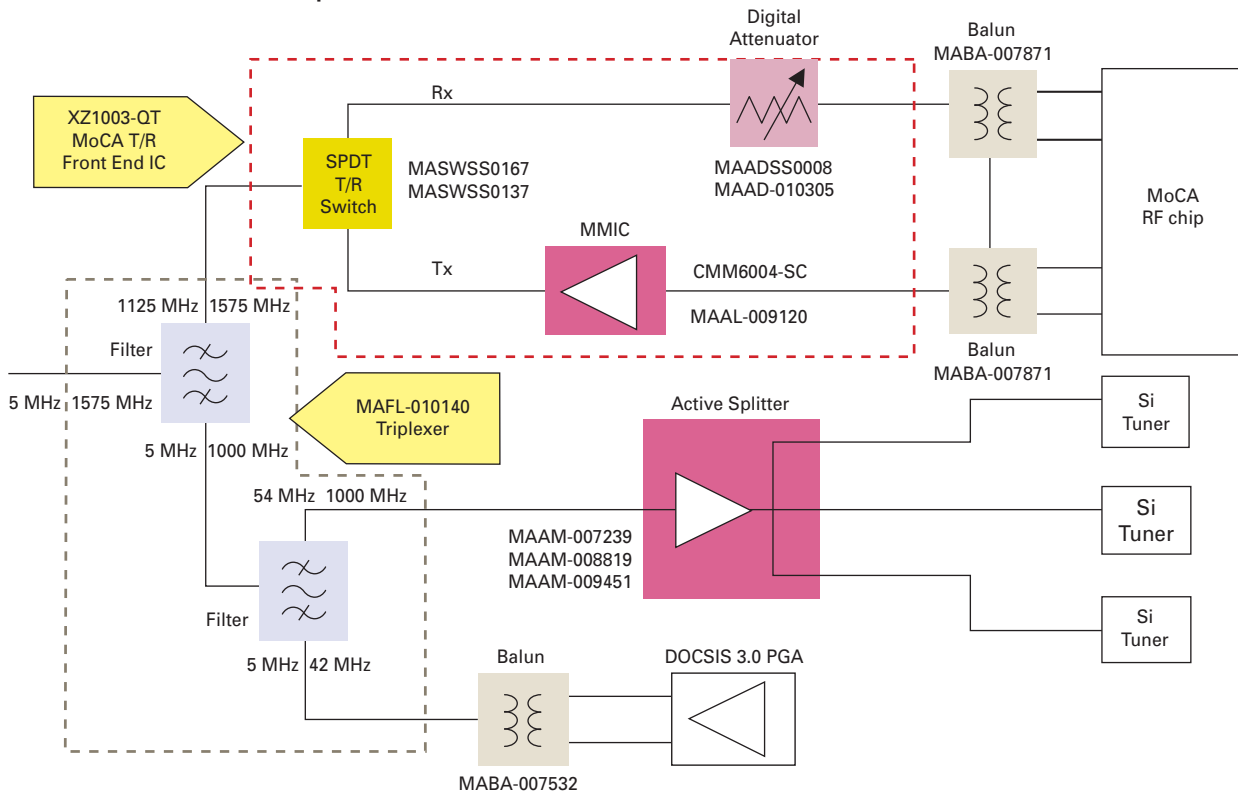 Digital
Attenuator
Balun
MABA-007871
XZ1003-QT
MoCA T/R
Front End IC
Rx
SPDT
T/R
Switch
MASWSS0167
MASWSS0137
MAADSS0008
MAAD-010305
MoCA
RF chip
MMIC
Tx
CMM6004-SC
MAAL-009120
1125 MHz 1575 MHz
Filter
Balun
MABA-007871
5 MHz 1575 MHz
MAFL-010140
Triplexer
Active Splitter
Si
Tuner
5 MHz 1000 MHz
54 MHz 1000 MHz
MAAM-007239
MAAM-008819
MAAM-009451
Si
Tuner
Filter
Si
Tuner
5 MHz 42 MHz
Balun
DOCSIS 3.0 PGA
MABA-007532